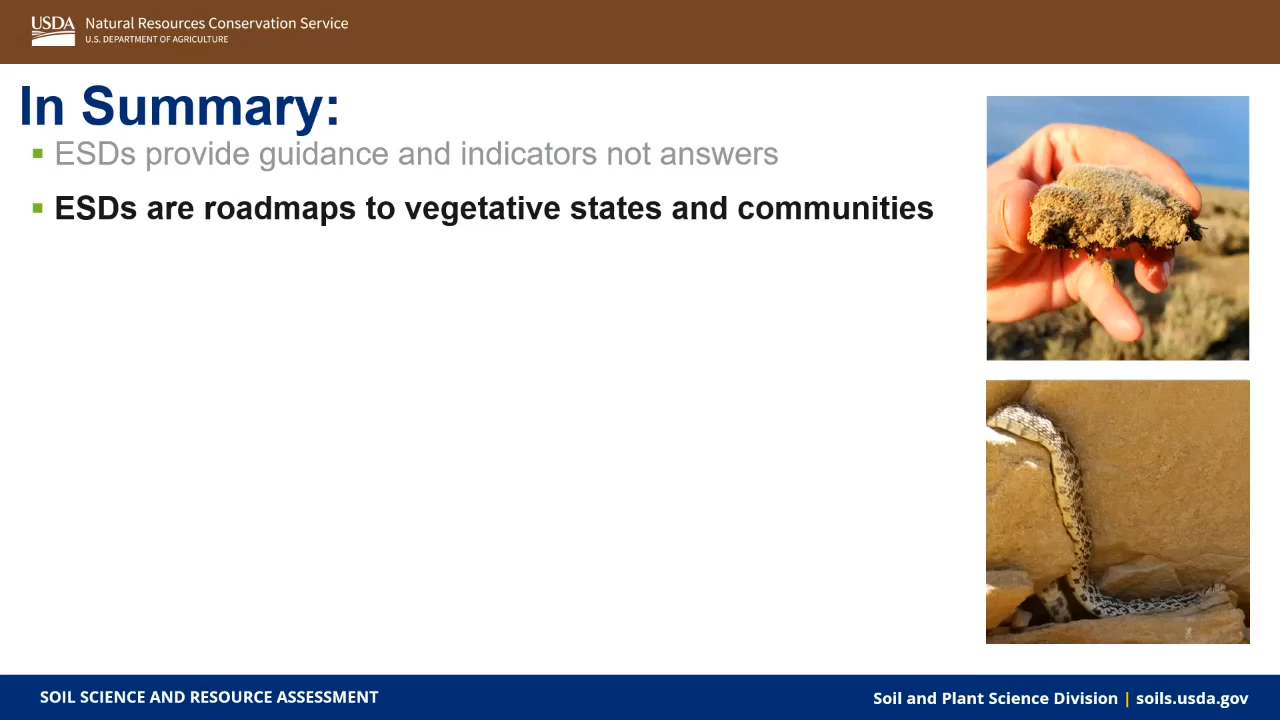 USDA
Natural Resources Conservation Service
U.S. DEPARTMENT OF AGRICULTURE
In Summary:
▪ ESDs provide guidance and indicators not answers
▪ ESDs are roadmaps to vegetative states and communities
SOIL SCIENCE AND RESOURCE ASSESSMENT
Soil and Plant Science Division | soils.usda.gov